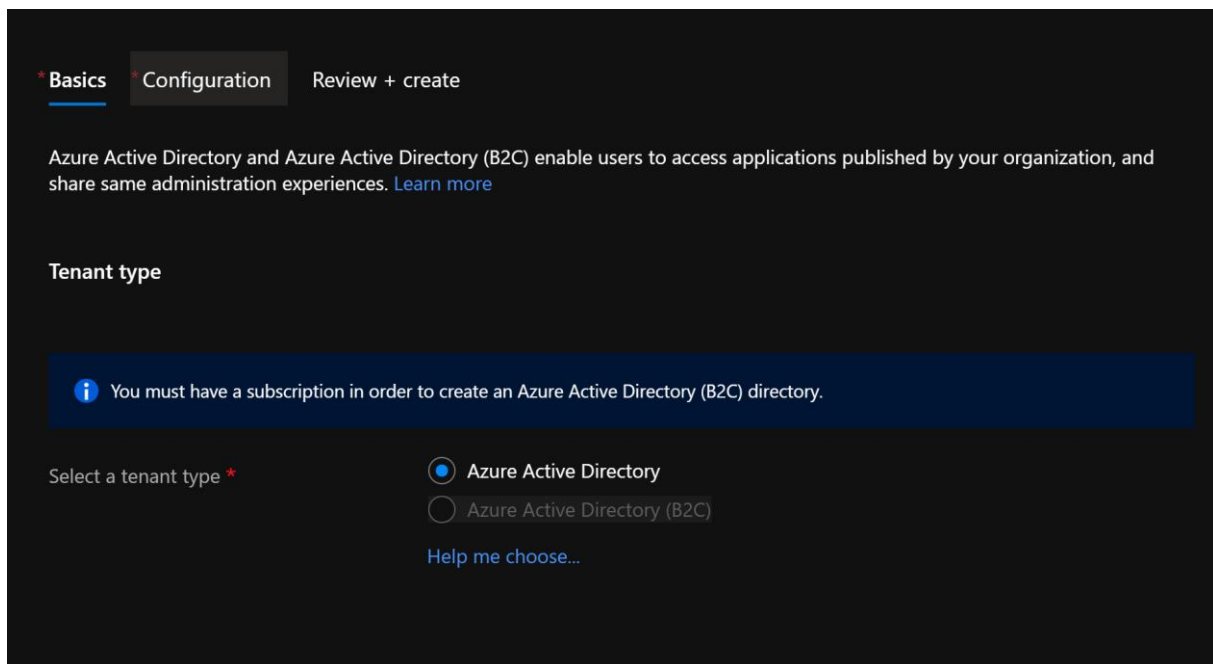 * Basics * Configuration Review + create
Azure Active Directory and Azure Active Directory (B2C) enable users to access applications published by your organization, and
share same administration experiences. Learn more
Tenant type
i You must have a subscription in order to create an Azure Active Directory (B2C) directory.
Select a tenant type * Azure Active Directory
Azure Active Directory (B2C)
Help me choose...